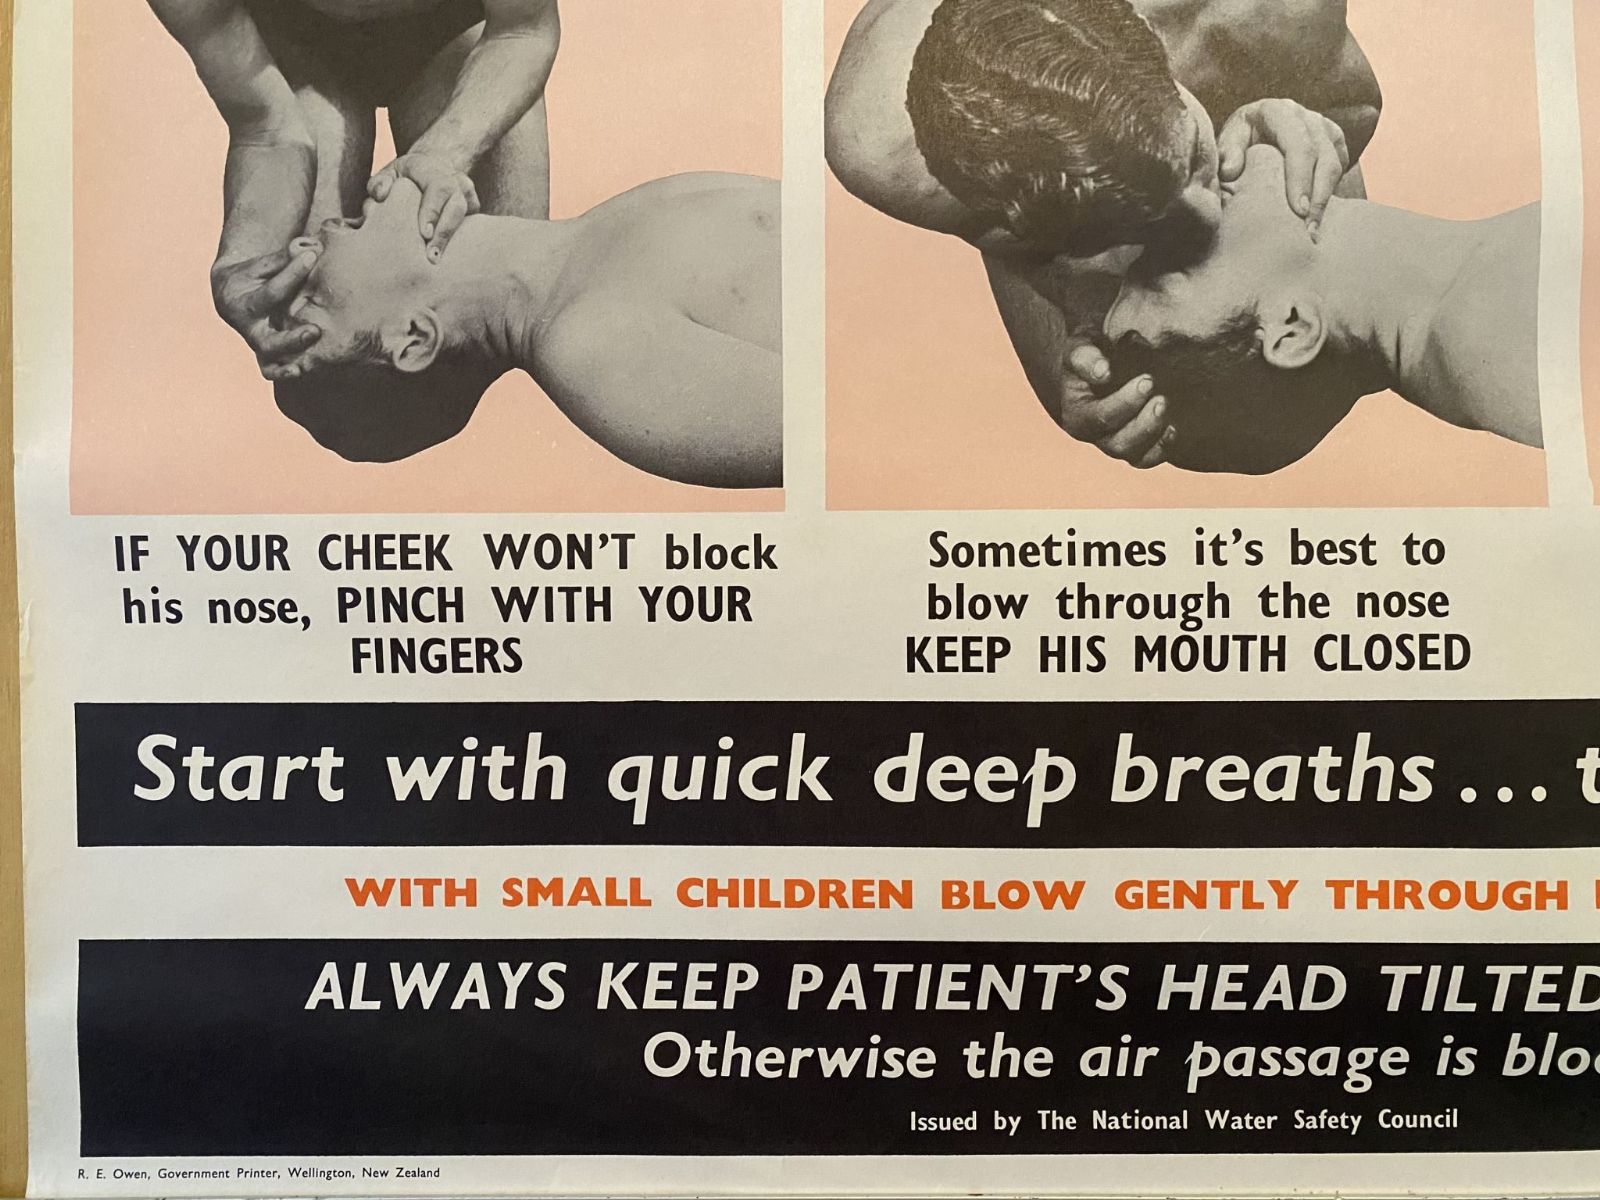 IF YOUR CHEEK WON'T block
his nose, PINCH WITH YOUR
FINGERS
Sometimes it's best to
blow through the nose
KEEP HIS MOUTH CLOSED
Start with quick deep breaths...
WITH SMALL CHILDREN BLOW GENTLY THROUGH
ALWAYS KEEP PATIENT'S HEAD TILTED
Otherwise the air passage is
Issued by The National Water Safety Council
R. E. Owen, Government Printer, Wellington, New Zealand